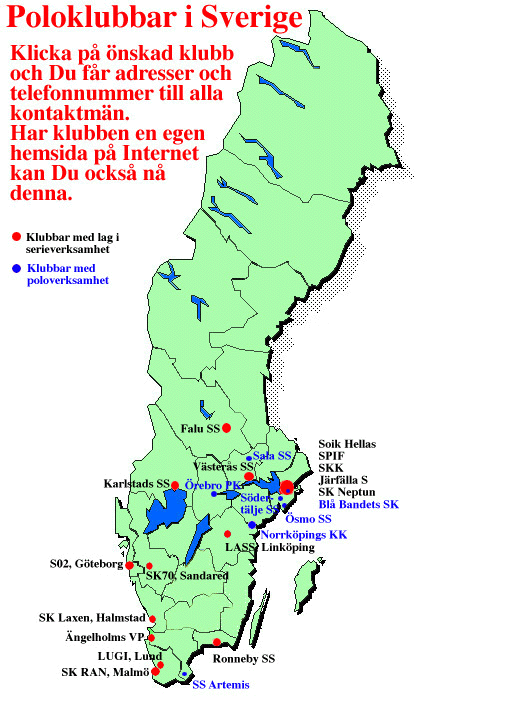 Poloklubbar i Sverige
Klicka på önskad klubb
och Du får adresser och
telefonnummer till alla
kontaktmän.
Har klubben en egen
hemsida på Internet
kan Du också nå
denna.
Klubbar med lag i
serieverksamhet
Klubbar med
poloverksamhet
Falu SS
Sala SS
Västerås SS
Karlstads SS
Örebro PK
Söder-
tälje SS
Soik Hellas
SPIF
SKK
Järfälla S
SK Neptun
Blå Bandets SK
Ösmo SS
Norrköpings KK
LASS, Linköping
S02, Göteborg
SK70, Sandared
SK Laxen, Halmstad
Ängelholms VP
LUGI, Lund
SK RAN, Malmö
Ronneby SS
SS Artemis